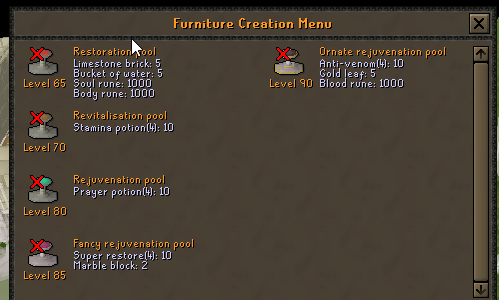 Furniture Creation Menu
Restoration pool
Limestone brick: 5
Bucket of water: 5
Soul rune: 1000
Body rune: 1000
Level 65
Revitalisation pool
Stamina potion(4): 10
Level 70
Rejuvenation pool
Prayer potion(4): 10
Level 80
Fancy rejuvenation pool
Super restore(4): 10
Marble block: 2
Level 85
Ornate rejuvenation pool
Anti-venom(4): 10
Gold leaf: 5
Blood rune: 1000
Level 90